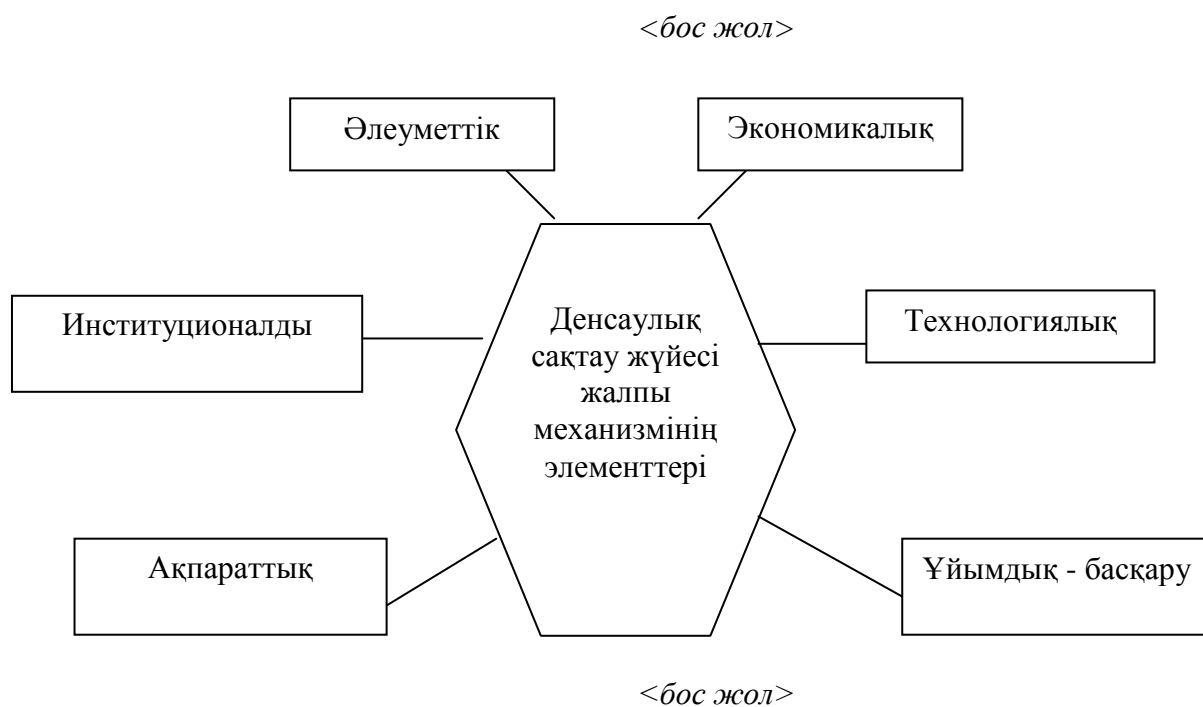 <бос жол>
Әлеуметтік
Экономикалық
Институционалды
Денсаулық
сақтау жүйесі
жалпы
механизмінің
элементтері
Технологиялық
Ақпараттық
Ұйымдық - басқару
<бос жол>